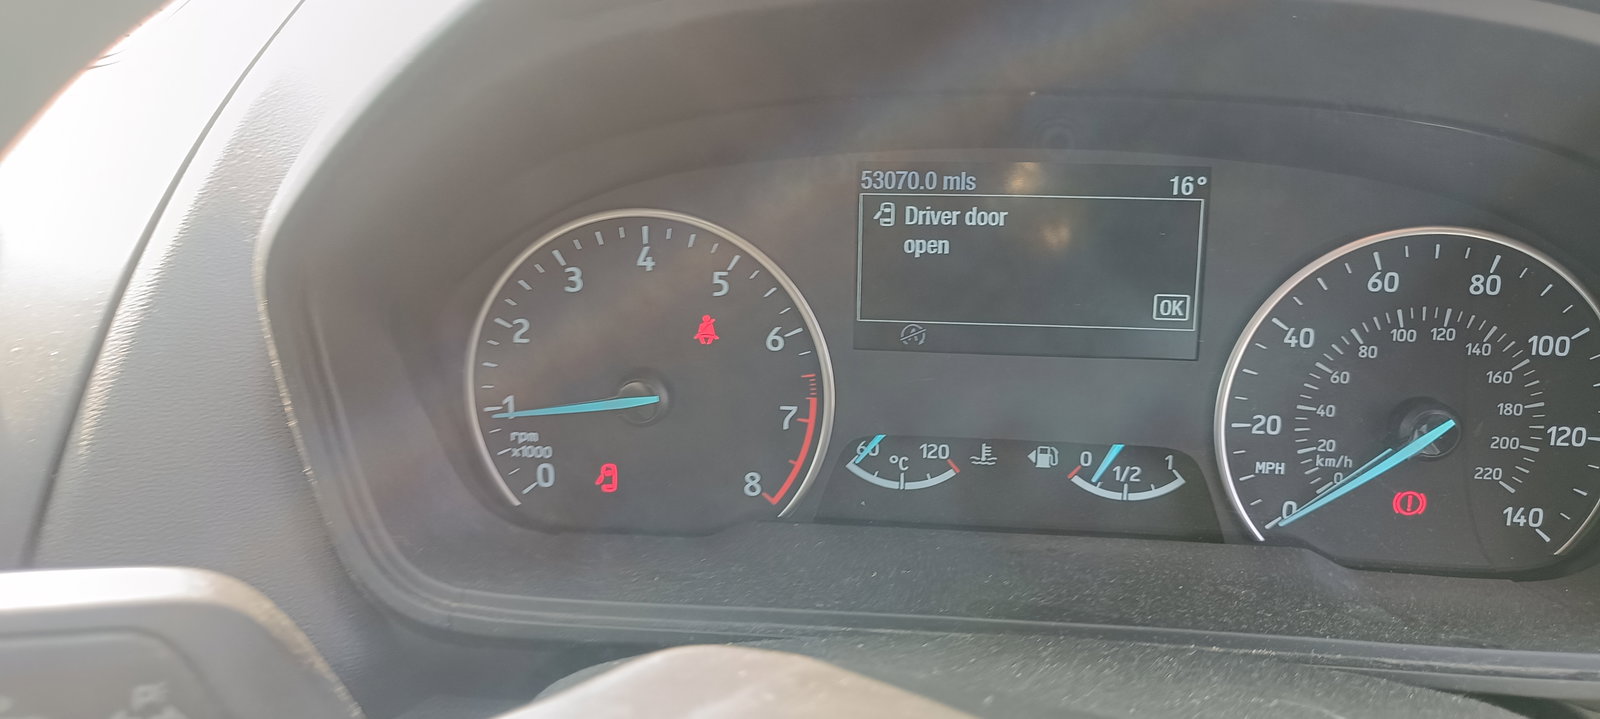 53070.0 mls 16°
Driver door
open
OK
0 1 2 3 4 5 6 7 8
rpm
x1000
60 °C 120
0 1/2 1
0 20 40 60 80 100 120 140
MPH
0 20 40 60 80 100 120 140 160 180 200 220
km/h